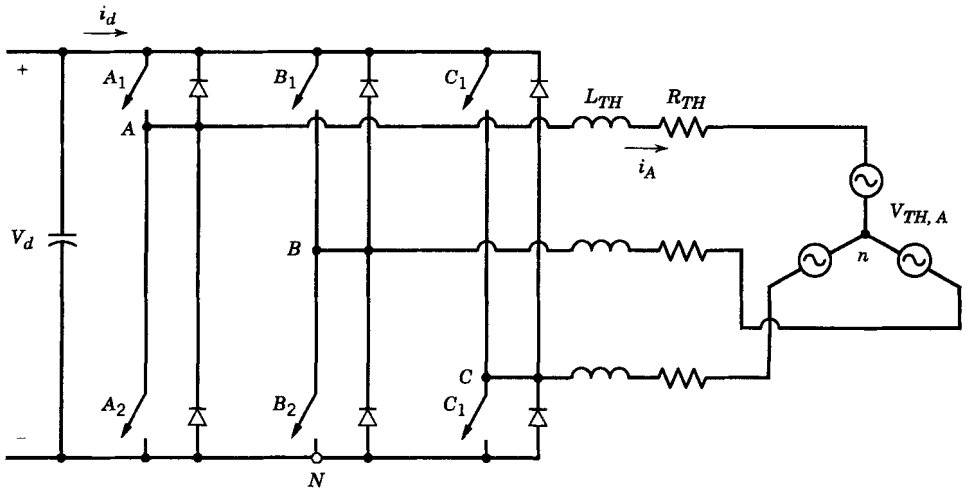 i_d
+
A_1
B_1
C_1
L_TH
R_TH
A
i_A
V_TH, A
V_d
B
n
C
A_2
B_2
C_1
−
N